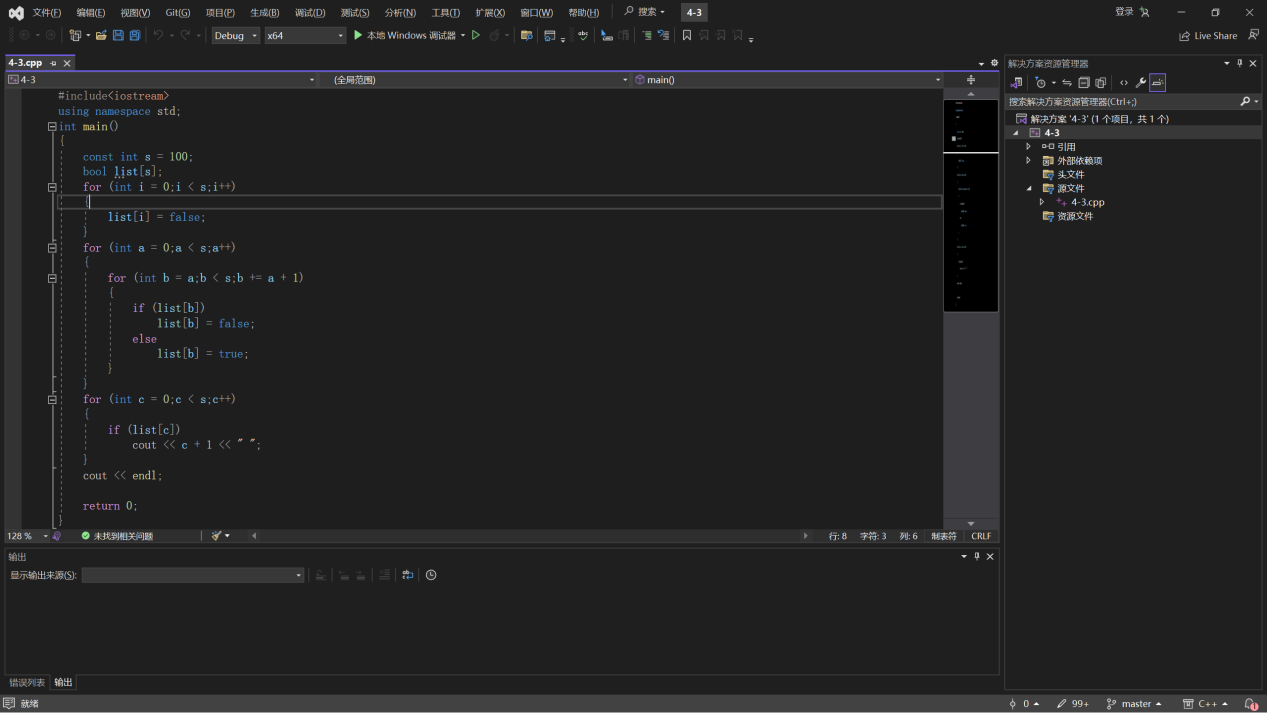 文件(F) 编辑(E) 视图(V) Git(G) 项目(P) 生成(B) 调试(D) 测试(S) 分析(N) 工具(T) 扩展(X) 窗口(W) 帮助(H) 搜索 4-3 登录
Debug x64 本地 Windows 调试器 Live Share
4-3.cpp
4-3 (全局范围) main()
#include<iostream>
using namespace std;
int main()
{
const int s = 100;
bool list[s];
for (int i = 0;i < s;i++)
{
list[i] = false;
}
for (int a = 0;a < s;a++)
{
for (int b = a;b < s;b += a + 1)
{
if (list[b])
list[b] = false;
else
list[b] = true;
}
}
for (int c = 0;c < s;c++)
{
if (list[c])
cout << c + 1 << " ";
}
cout << endl;
return 0;
}
128 % 未找到相关问题 行: 8 字符: 3 列: 6 制表符 CRLF
输出
显示输出来源(S):
错误列表 输出
解决方案资源管理器
搜索解决方案资源管理器(Ctrl+;)
解决方案 '4-3' (1 个项目，共 1 个)
4-3
引用
外部依赖项
头文件
源文件
4-3.cpp
资源文件
就绪 0 99+ master C++ 1